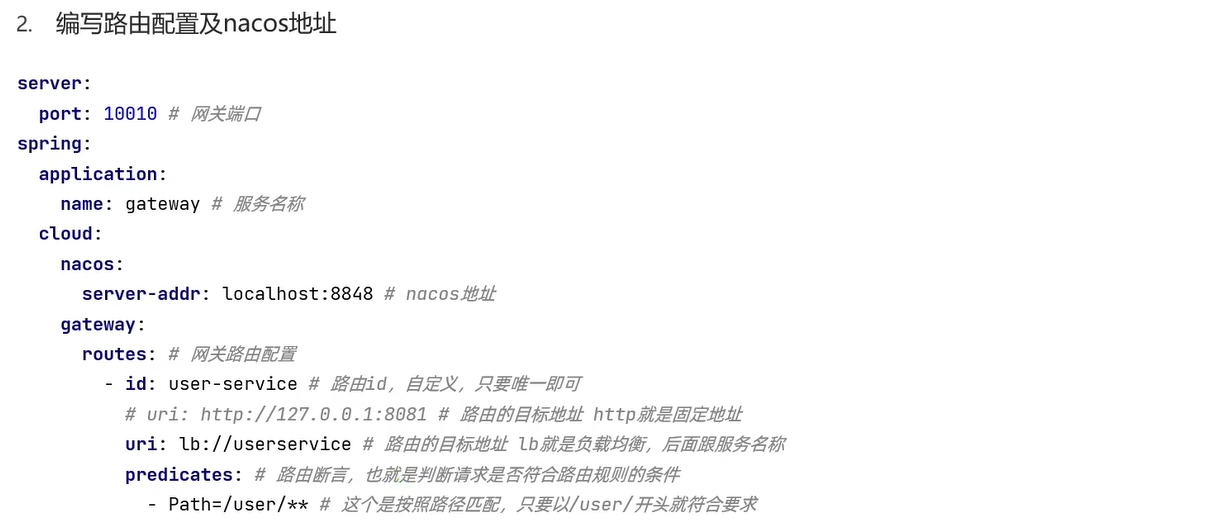 2. 编写路由配置及nacos地址
server:
  port: 10010 # 网关端口
spring:
  application:
    name: gateway # 服务名称
  cloud:
    nacos:
      server-addr: localhost:8848 # nacos地址
    gateway:
      routes: # 网关路由配置
        - id: user-service # 路由id，自定义，只要唯一即可
          # uri: http://127.0.0.1:8081 # 路由的目标地址 http就是固定地址
          uri: lb://userservice # 路由的目标地址 lb就是负载均衡，后面跟服务名称
          predicates: # 路由断言，也就是判断请求是否符合路由规则的条件
            - Path=/user/** # 这个是按照路径匹配，只要以/user/开头就符合要求